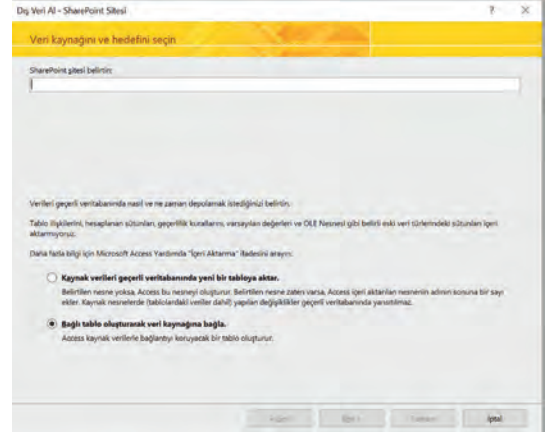 Dış Veri Al - SharePoint Sitesi
? ×
Veri kaynağını ve hedefini seçin
SharePoint sitesi belirtin:
Verileri geçerli veritabanında nasıl ve ne zaman depolamak istediğinizi belirtin.
Tablo ilişkilerini, hesaplanan sütunları, geçerlilik kurallarını, varsayılan değerleri ve OLE Nesnesi gibi belirli eski veri türlerindeki sütunları içeri
aktarmıyoruz.
Daha fazla bilgi için Microsoft Access Yardımda "İçeri Aktarma" ifadesini arayın:
Kaynak verileri geçerli veritabanında yeni bir tabloya aktar.
Belirtilen nesne yoksa, Access bu nesneyi oluşturur. Belirtilen nesne zaten varsa, Access içeri aktarılan nesnenin adının sonuna bir sayı
ekler. Kaynak nesnelerde (tablolardaki veriler dahil) yapılan değişiklikler geçerli veritabanında yansıtılmaz.
Bağlı tablo oluşturarak veri kaynağına bağla.
Access kaynak verilerle bağlantıyı koruyacak bir tablo oluşturur.
İptal